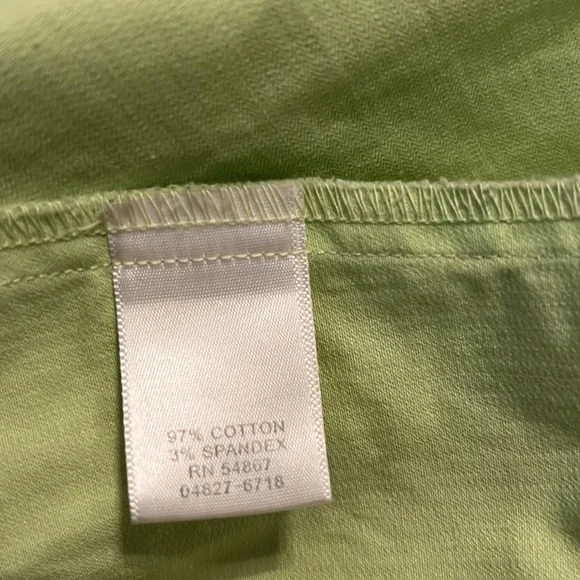 97% COTTON
3% SPANDEX
RN 54867
04827-6718